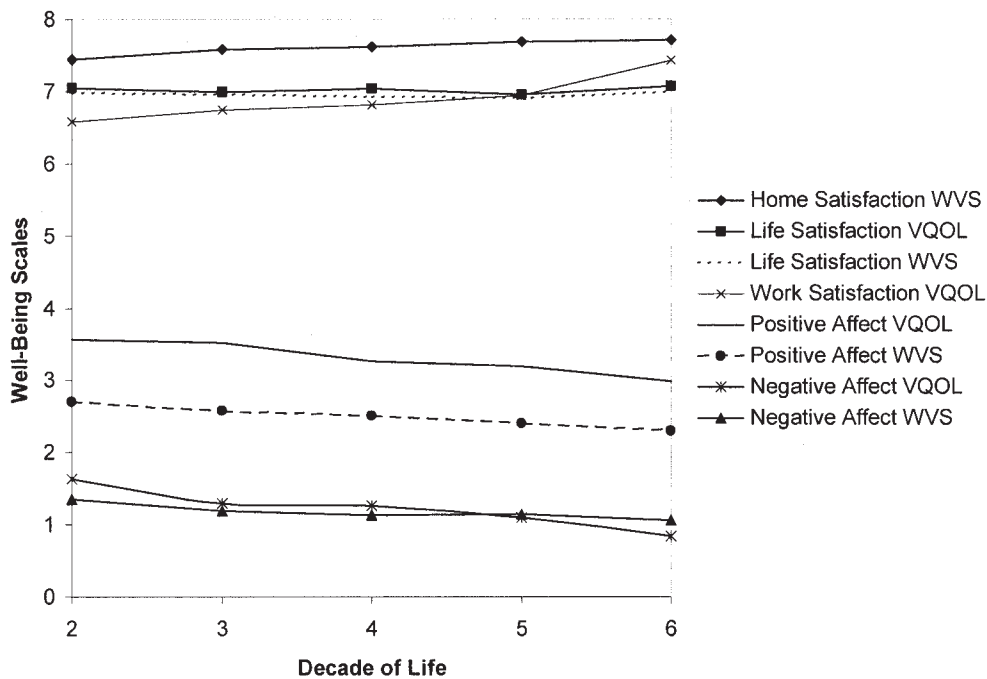 8
7
6
5
4
3
2
1
0
Well-Being Scales
2 3 4 5 6
Decade of Life
Home Satisfaction WVS
Life Satisfaction VQOL
Life Satisfaction WVS
Work Satisfaction VQOL
Positive Affect VQOL
Positive Affect WVS
Negative Affect VQOL
Negative Affect WVS